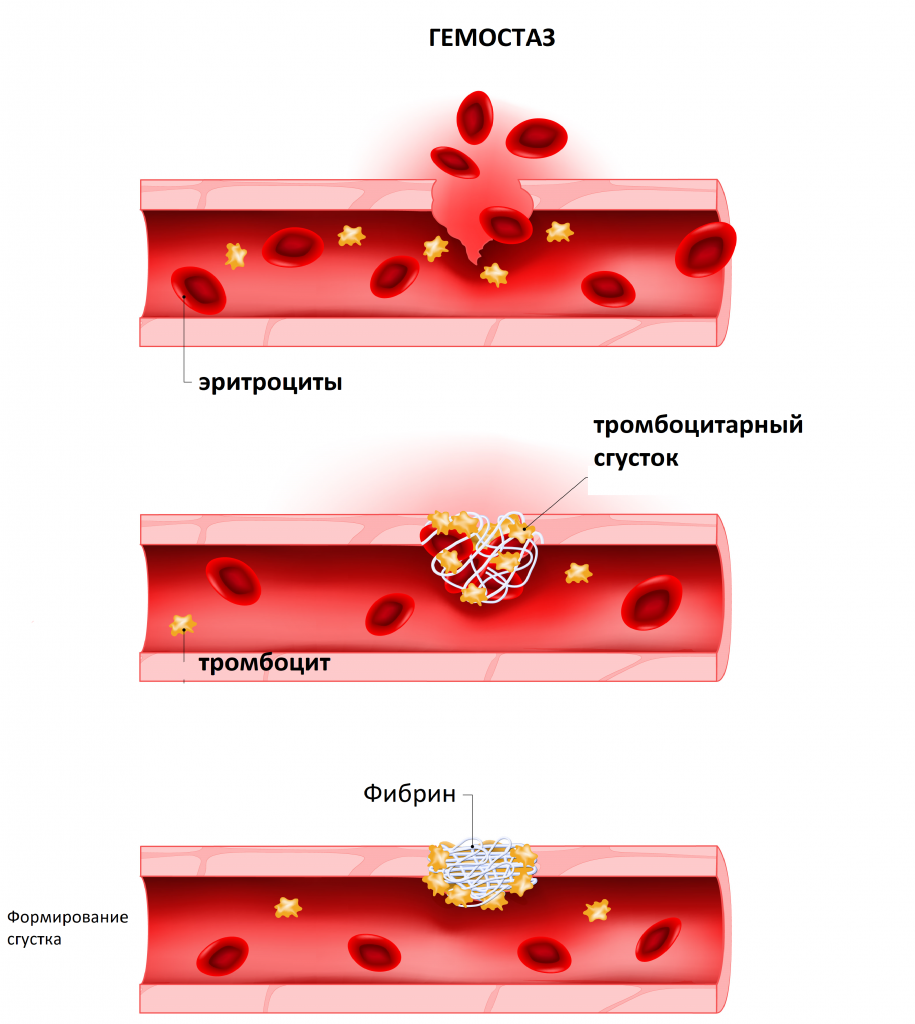 ГЕМОСТАЗ
эритроциты
тромбоцитарный
сгусток
тромбоцит
Фибрин
Формирование
сгустка